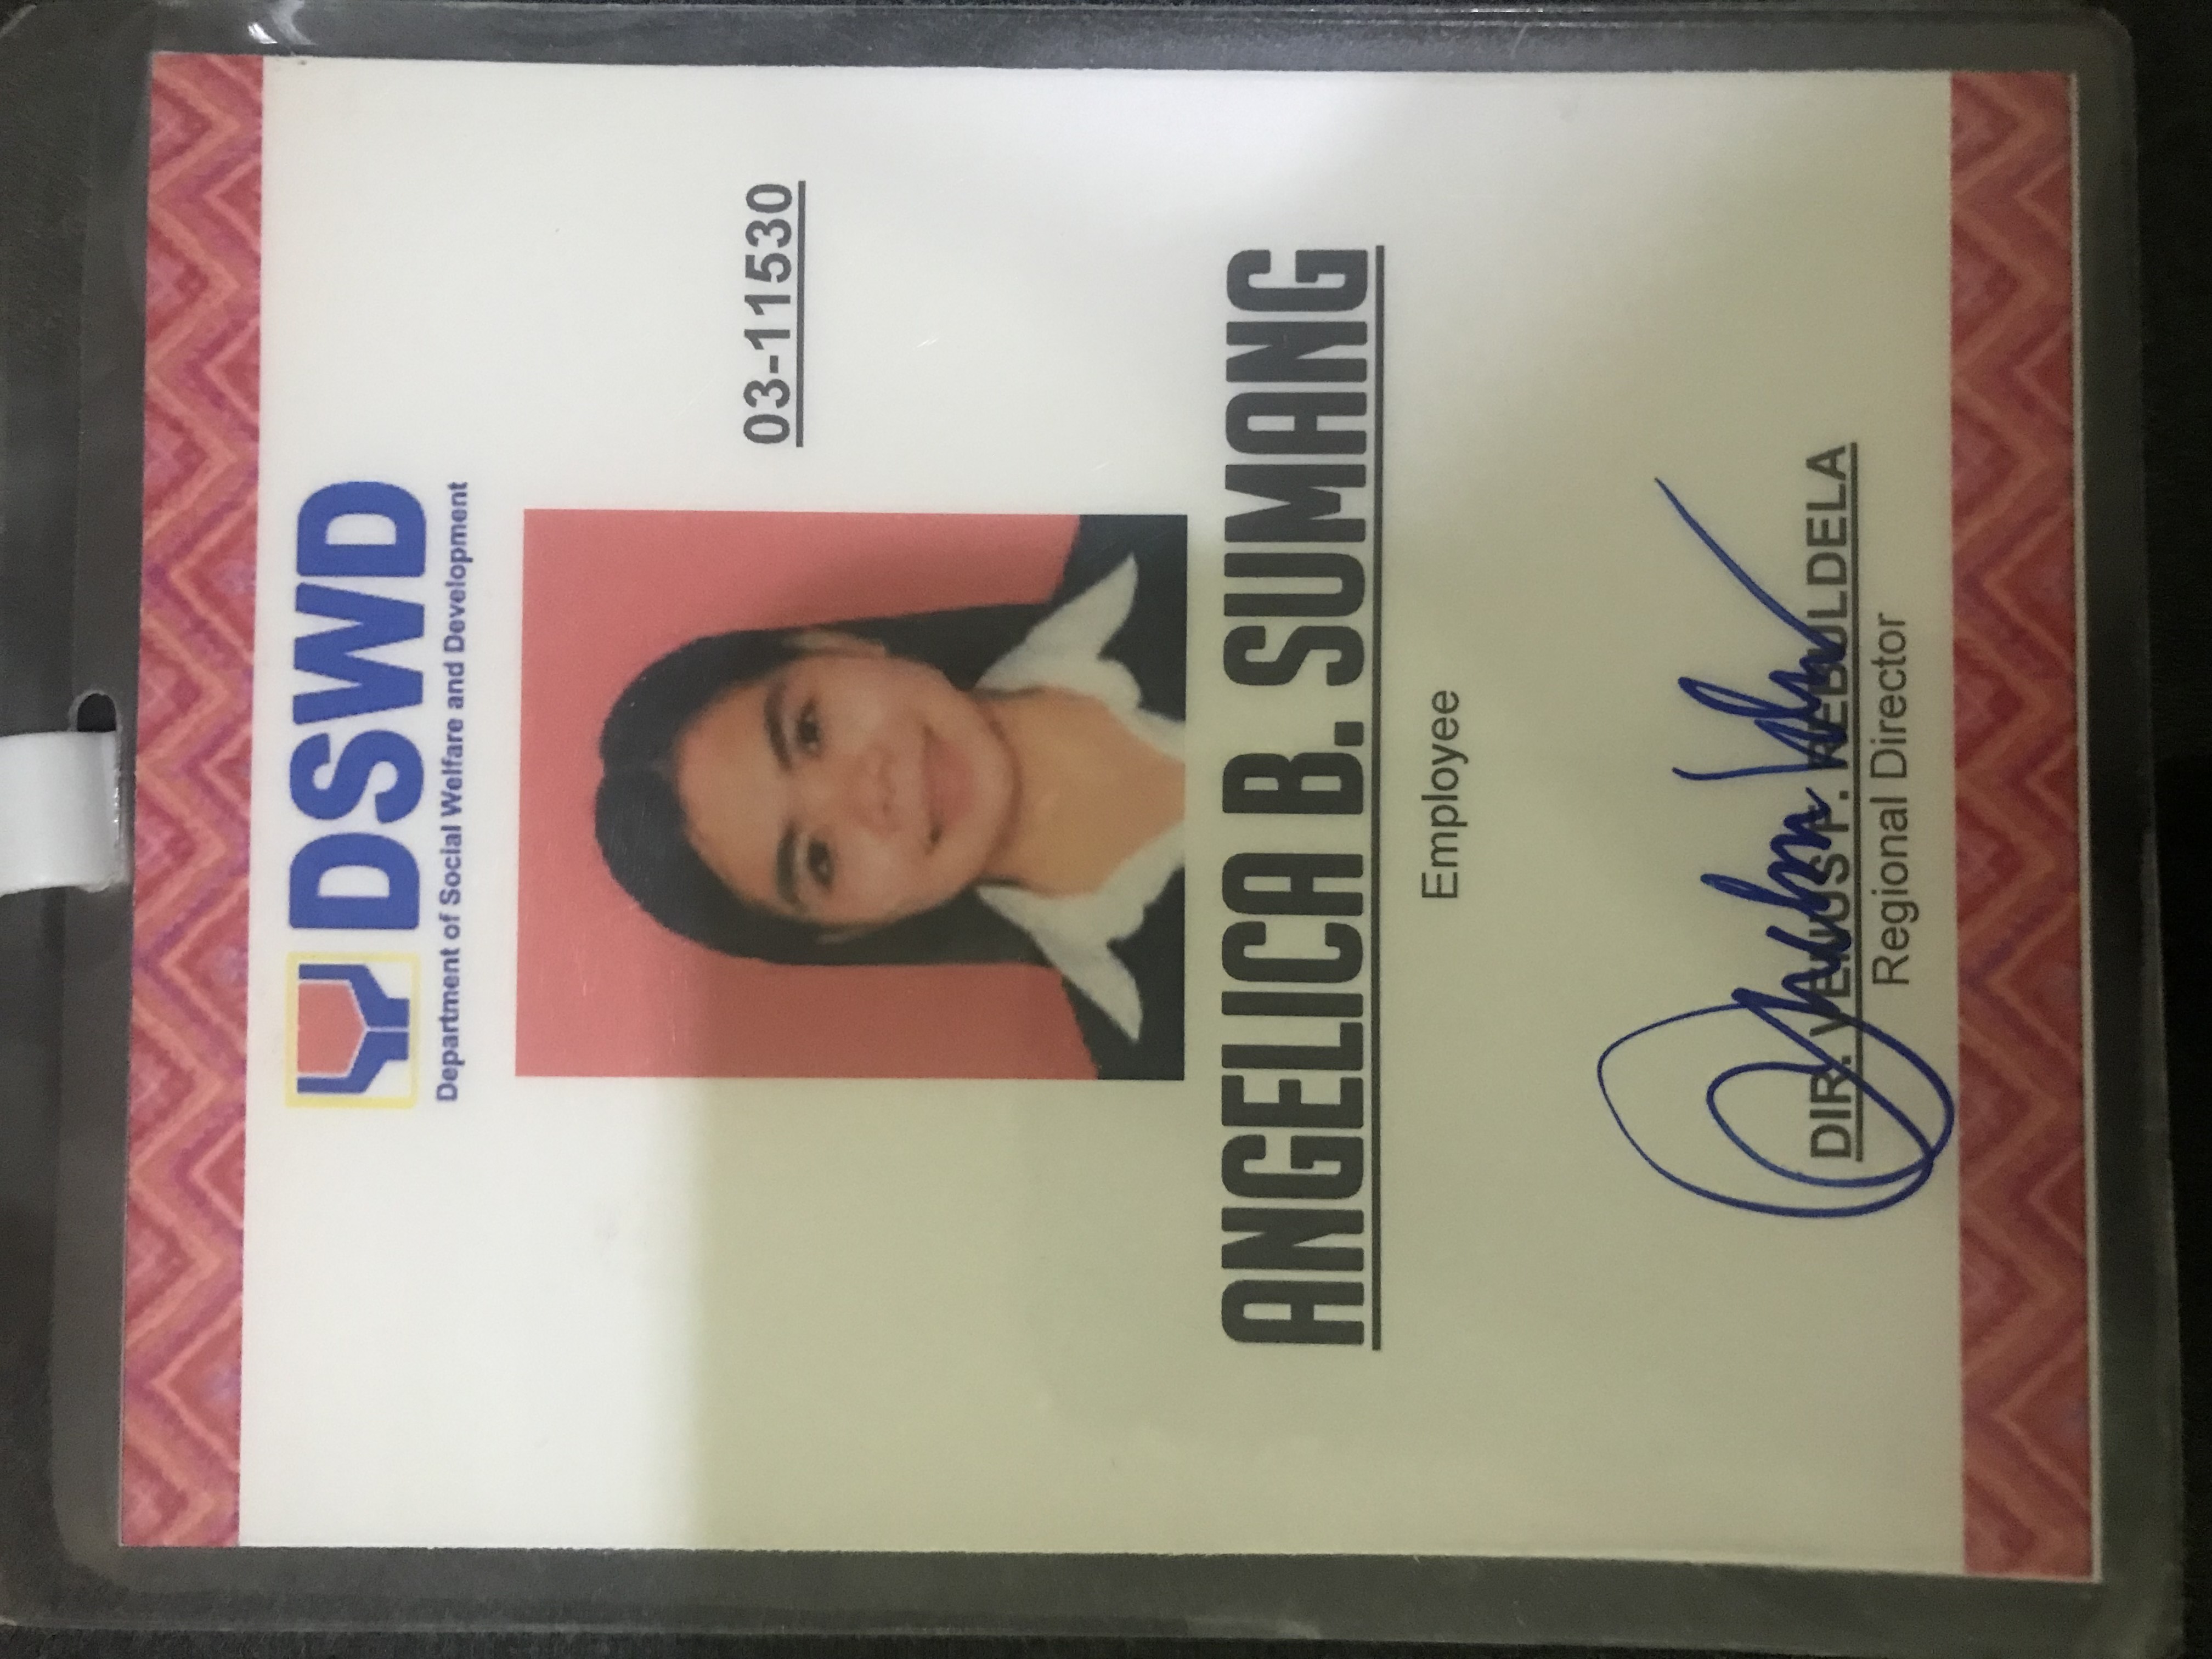 DSWD
Department of Social Welfare and Development
03-11530
ANGELICA B. SUMANG
Employee
DIR. VENUS F. REBULDELA
Regional Director